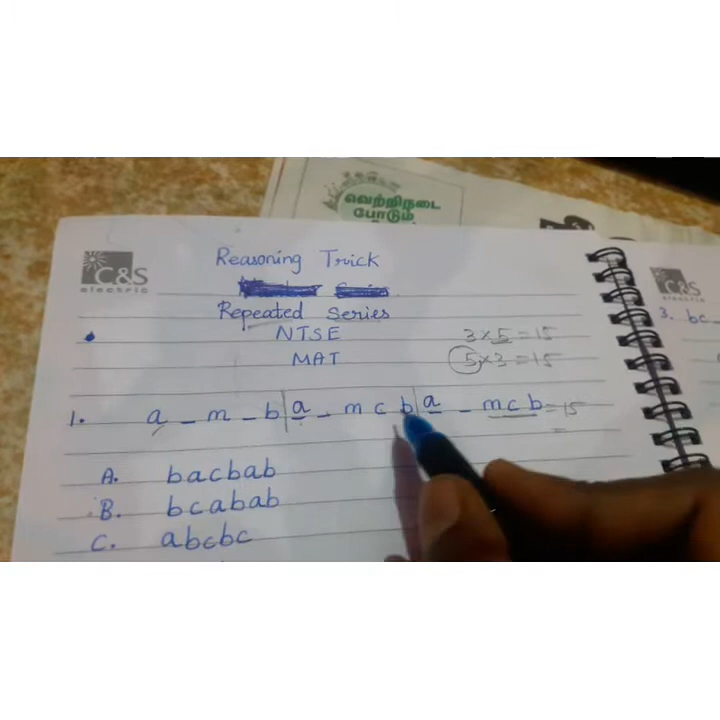 வெற்றிநடை
போடும்
C&S
electric
Reasoning Trick
Repeated Series
NTSE
MAT
3 x 5 = 15
5 x 3 = 15
1. a _ m _ b | a _ m c b | a _ m c b = 15
A. bacbab
B. bcabab
C. abcbc
C&S
electric
3. bc